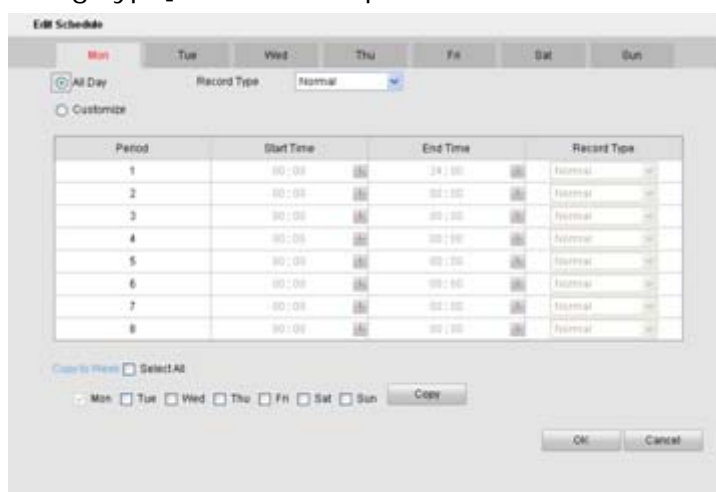 Edit Schedule
Mon Tue Wed Thu Fri Sat Sun
All Day Record Type Normal
Customize
Period Start Time End Time Record Type
1 00:00 24:00 Normal
2 00:00 00:00 Normal
3 00:00 00:00 Normal
4 00:00 00:00 Normal
5 00:00 00:00 Normal
6 00:00 00:00 Normal
7 00:00 00:00 Normal
8 00:00 00:00 Normal
Copy to Week Select All
Mon Tue Wed Thu Fri Sat Sun Copy
OK Cancel